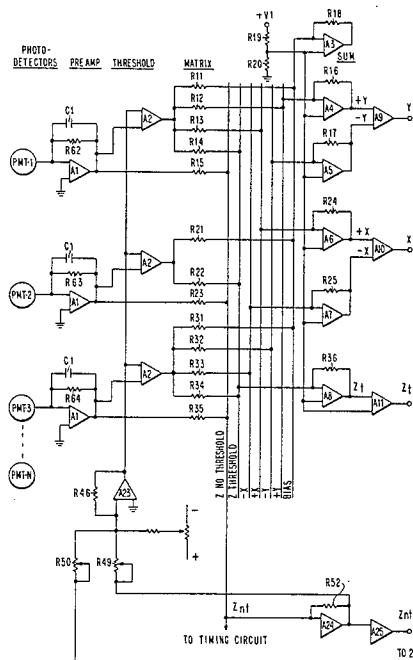 +V1
R19
R20
R18
A3
SUM
PHOTO-
DETECTORS
PREAMP
THRESHOLD
MATRIX
R11
R12
R13
R14
R15
A2
C1
R62
A1
PMT-1
R16
A4
+Y
-Y
A9
Y
R17
A5
R21
R22
R23
A2
C1
R63
A1
PMT-2
R24
A6
+X
-X
A10
X
R25
A7
R31
R32
R33
R34
R35
A2
C1
R64
A1
PMT-3
PMT-N
R36
A8
Zt
A11
Zt
Z NO THRESHOLD
Z THRESHOLD
-X
+X
-Y
+Y
BIAS
R46
A23
-
+
R50
R49
R52
Znt
A24
A25
Znt
TO TIMING CIRCUIT
TO 2